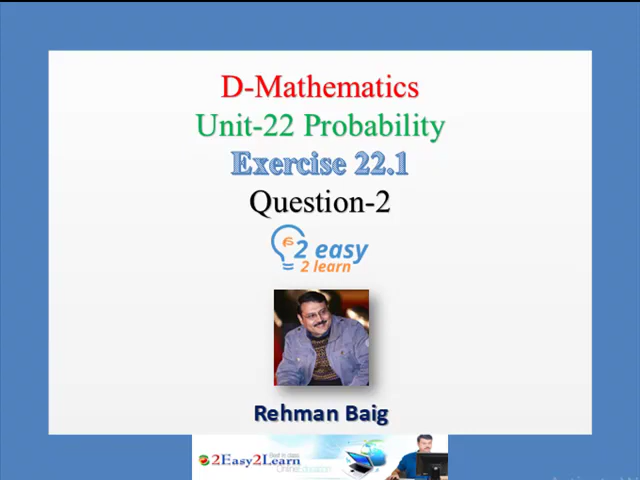 D-Mathematics
Unit-22 Probability
Exercise 22.1
Question-2
2 easy
2 learn
Rehman Baig
2Easy2Learn